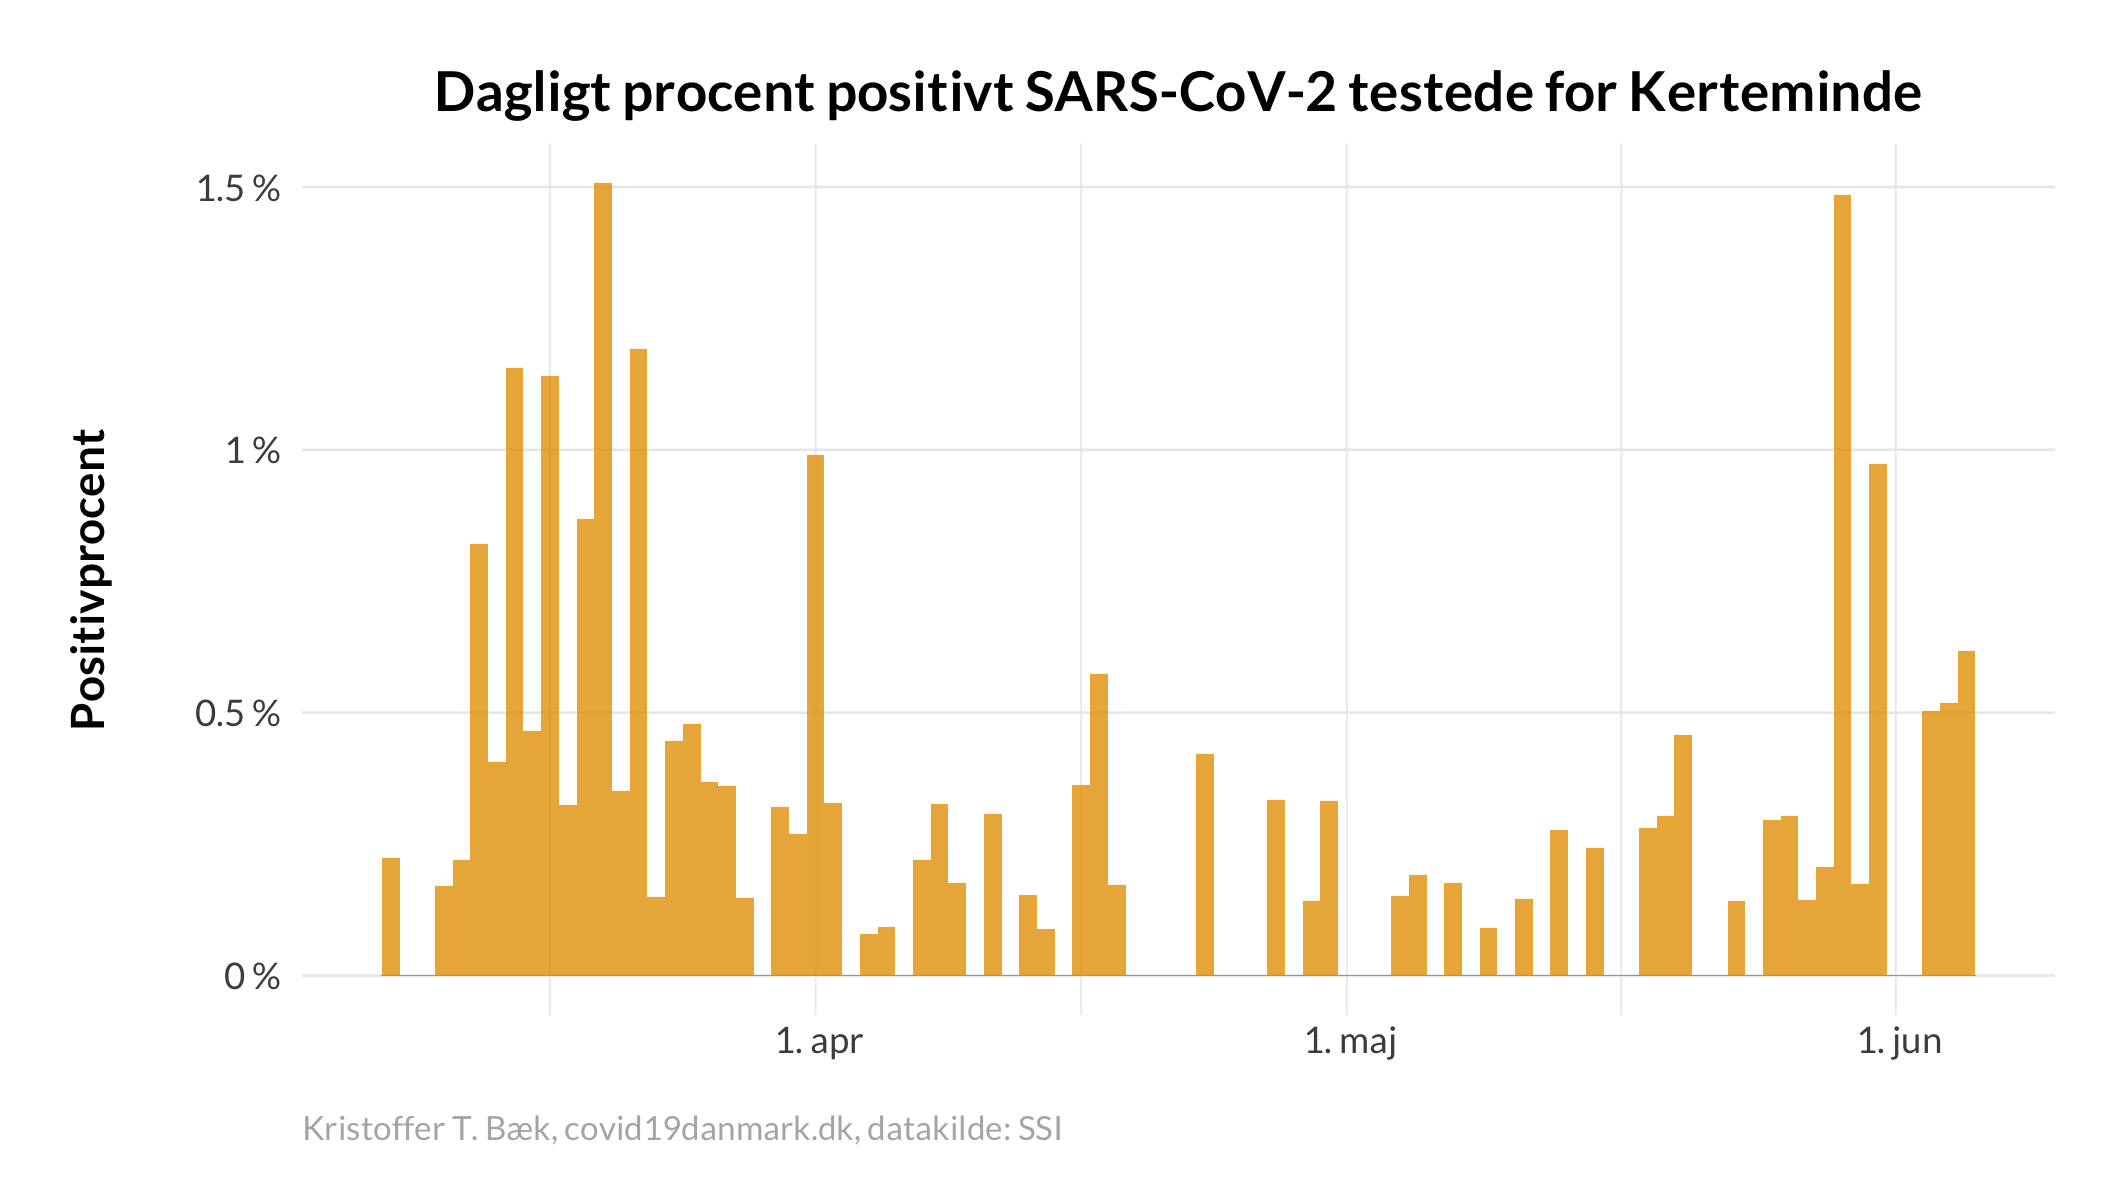 Dagligt procent positivt SARS-CoV-2 testede for Kerteminde
Positivprocent
1.5 %
1 %
0.5 %
0 %
1. apr
1. maj
1. jun
Kristoffer T. Bæk, covid19danmark.dk, datakilde: SSI